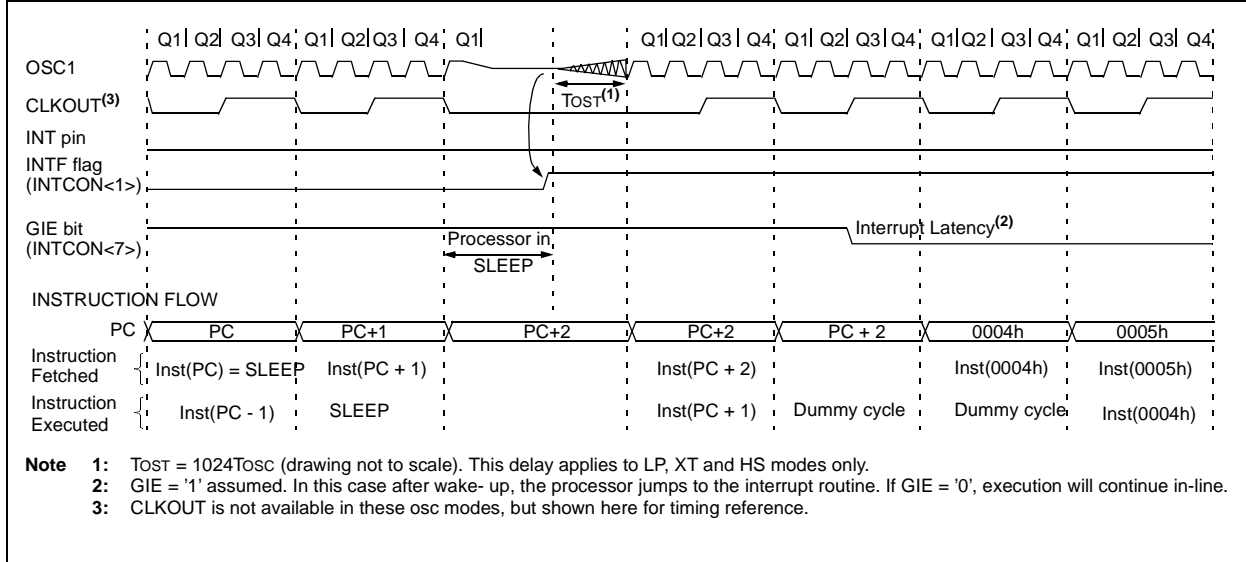 Q1 Q2 Q3 Q4 Q1 Q2 Q3 Q4 Q1 Q1 Q2 Q3 Q4 Q1 Q2 Q3 Q4 Q1 Q2 Q3 Q4 Q1 Q2 Q3 Q4
OSC1
TOST(1)
CLKOUT(3)
INT pin
INTF flag
(INTCON<1>)
GIE bit
(INTCON<7>)
Interrupt Latency(2)
Processor in
SLEEP
INSTRUCTION FLOW
PC PC PC+1 PC+2 PC+2 PC + 2 0004h 0005h
Instruction
Fetched
Inst(PC) = SLEEP Inst(PC + 1) Inst(PC + 2) Inst(0004h) Inst(0005h)
Instruction
Executed
Inst(PC - 1) SLEEP Inst(PC + 1) Dummy cycle Dummy cycle Inst(0004h)
Note 1: TOST = 1024TOSC (drawing not to scale). This delay applies to LP, XT and HS modes only.
2: GIE = '1' assumed. In this case after wake- up, the processor jumps to the interrupt routine. If GIE = '0', execution will continue in-line.
3: CLKOUT is not available in these osc modes, but shown here for timing reference.